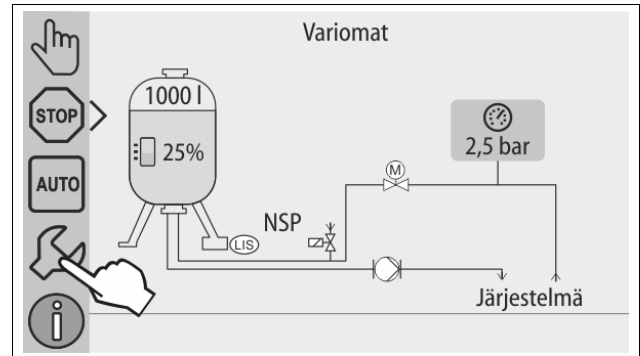 Variomat
1000 l
STOP
25%
2,5 bar
AUTO
M
NSP
LIS
Järjestelmä
i